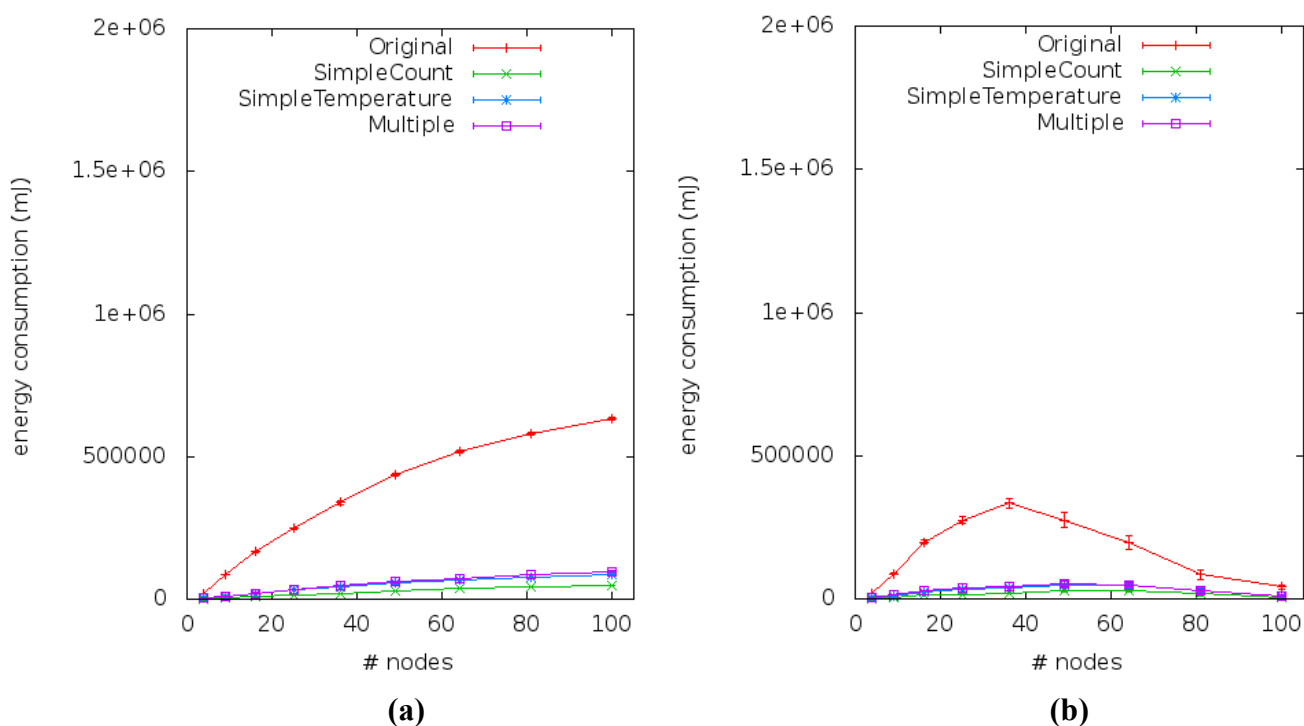 2e+06
1.5e+06
1e+06
500000
0
energy consumption (mJ)
Original
SimpleCount
SimpleTemperature
Multiple
0 20 40 60 80 100
# nodes
(a)
2e+06
1.5e+06
1e+06
500000
0
energy consumption (mJ)
Original
SimpleCount
SimpleTemperature
Multiple
0 20 40 60 80 100
# nodes
(b)